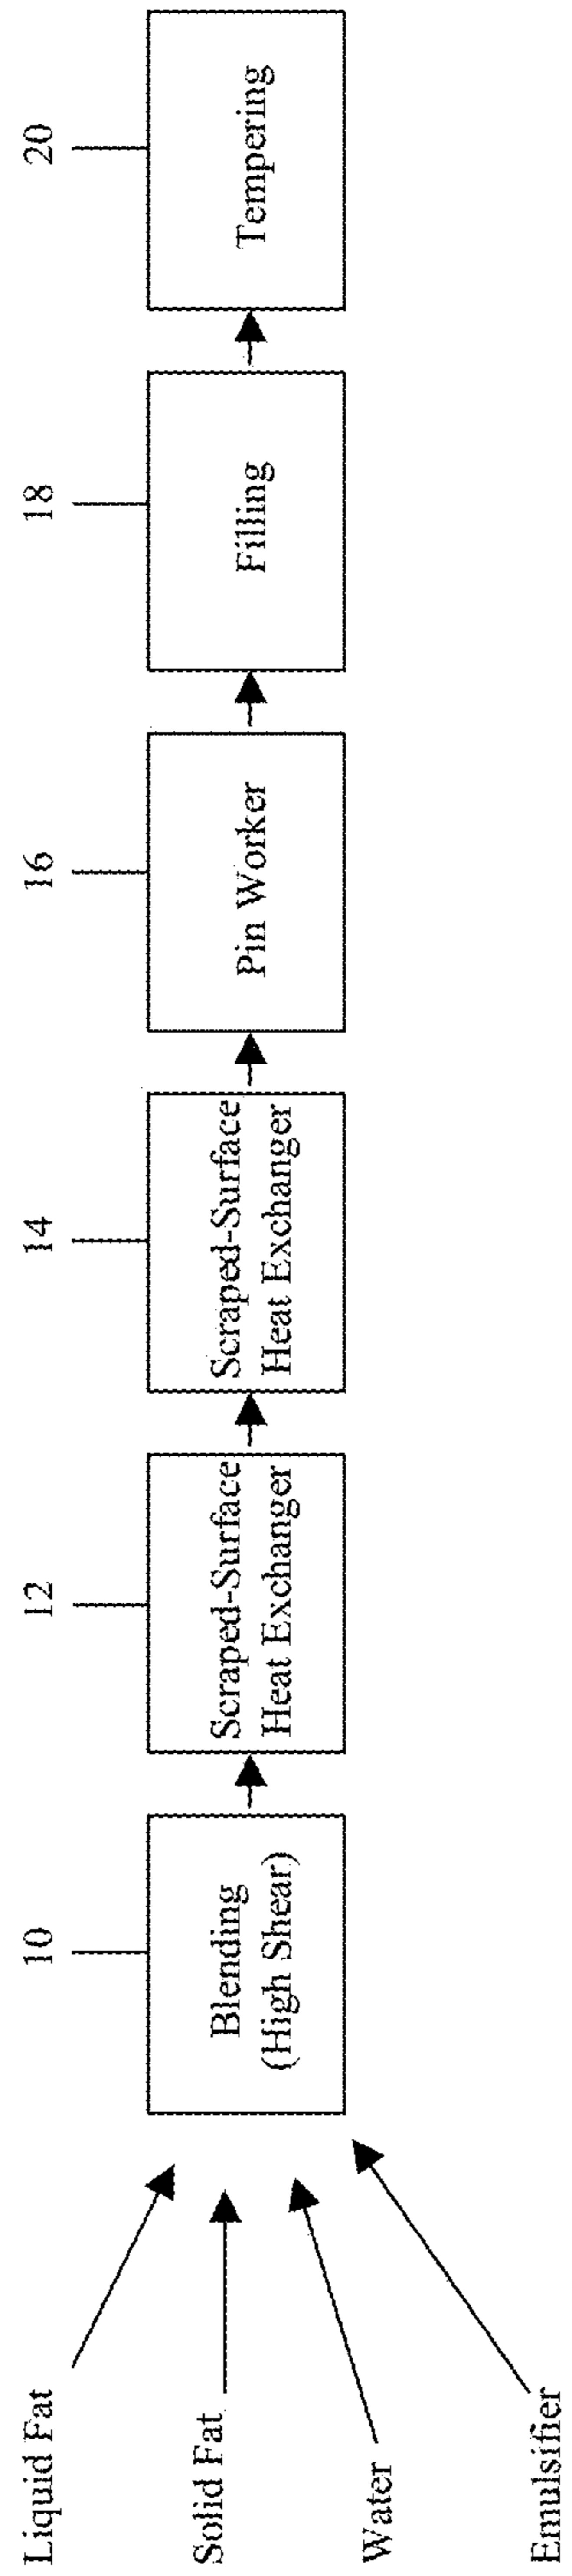 Liquid Fat
Solid Fat
Water
Emulsifier
10
Blending
(High Shear)
12
Scraped-Surface
Heat Exchanger
14
Scraped-Surface
Heat Exchanger
16
Pin Worker
18
Filling
20
Tempering